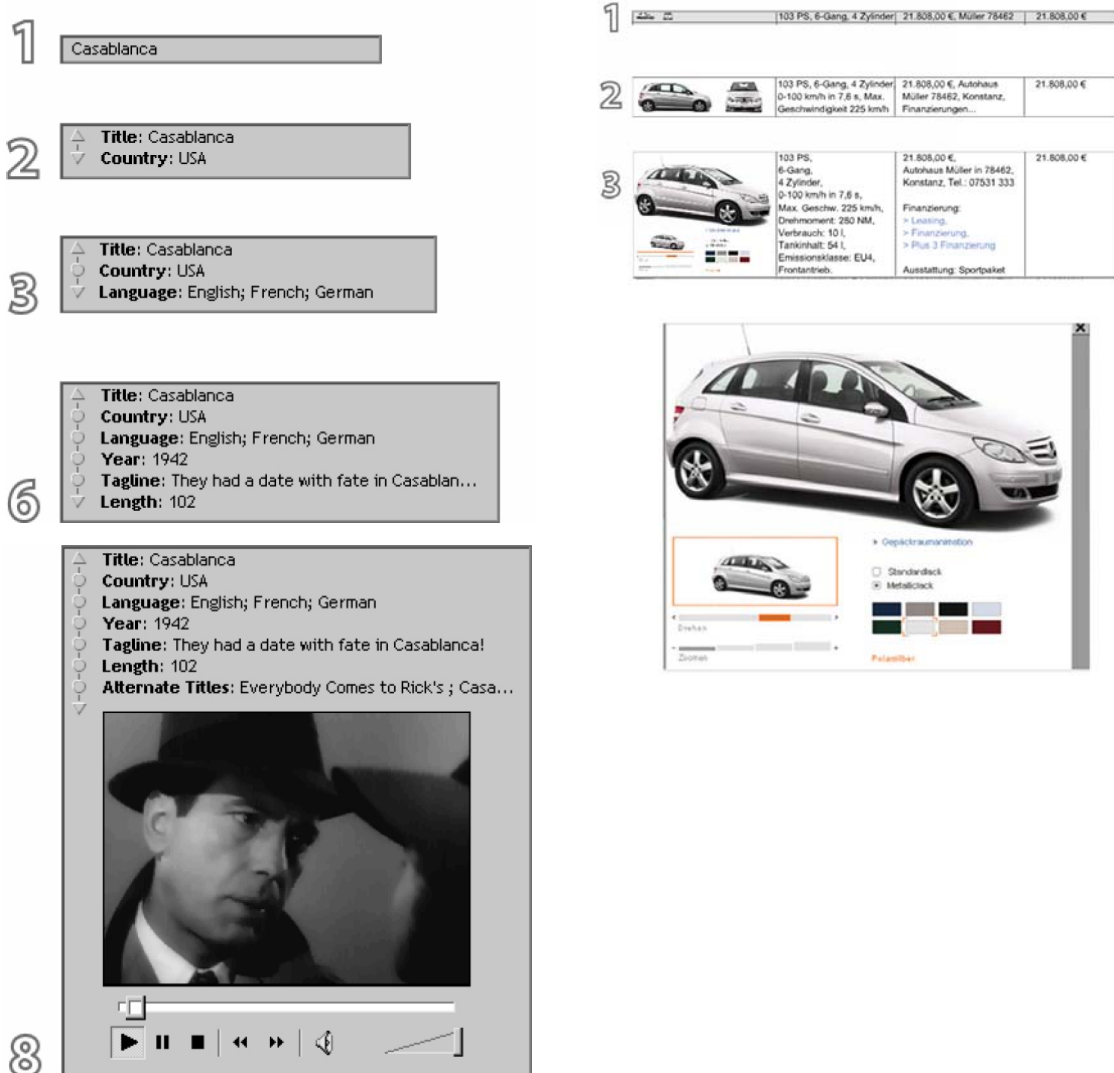 1
Casablanca
2
Title: Casablanca
Country: USA
3
Title: Casablanca
Country: USA
Language: English; French; German
6
Title: Casablanca
Country: USA
Language: English; French; German
Year: 1942
Tagline: They had a date with fate in Casablan...
Length: 102
8
Title: Casablanca
Country: USA
Language: English; French; German
Year: 1942
Tagline: They had a date with fate in Casablanca!
Length: 102
Alternate Titles: Everybody Comes to Rick's ; Casa...
1
103 PS, 6-Gang, 4 Zylinder
21.808,00 €, Müller 78462
21.808,00 €
2
103 PS, 6-Gang, 4 Zylinder
0-100 km/h in 7,6 s, Max.
Geschwindigkeit 225 km/h
21.808,00 €, Autohaus
Müller 78462, Konstanz,
Finanzierungen...
21.808,00 €
3
103 PS,
6-Gang,
4 Zylinder,
0-100 km/h in 7,6 s,
Max. Geschw. 225 km/h,
Drehmoment: 280 NM,
Verbrauch: 10 l,
Tankinhalt: 54 l,
Emissionsklasse: EU4,
Frontantrieb.
21.808,00 €,
Autohaus Müller in 78462,
Konstanz, Tel.: 07531 333
Finanzierung:
> Leasing,
> Finanzierung,
> Plus 3 Finanzierung
Ausstattung: Sportpaket
21.808,00 €
Gepäckraumanimation
Standardlack
Metalliclack
Drehen
Zoomen
Polarsilber